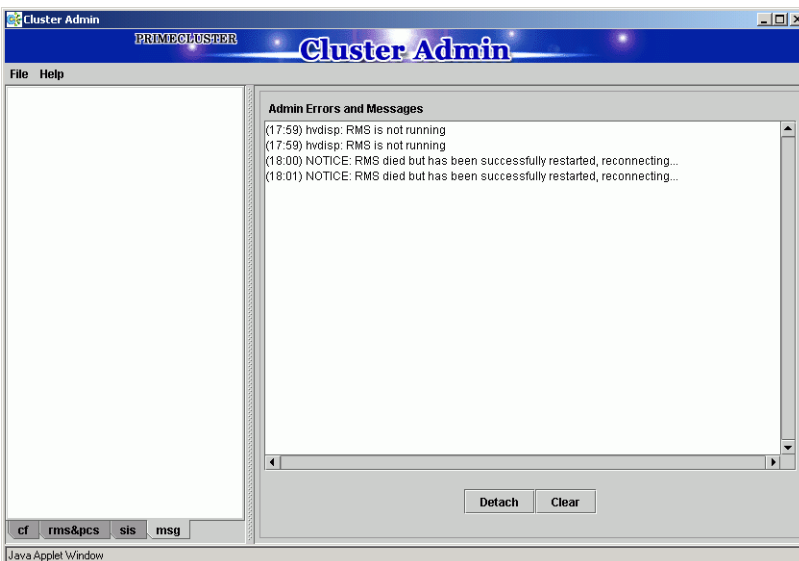 Cluster Admin
PRIMECLUSTER
Cluster Admin
File Help
Admin Errors and Messages
(17:59) hvdisp: RMS is not running
(17:59) hvdisp: RMS is not running
(18:00) NOTICE: RMS died but has been successfully restarted, reconnecting...
(18:01) NOTICE: RMS died but has been successfully restarted, reconnecting...
Detach Clear
cf rms&pcs sis msg
Java Applet Window